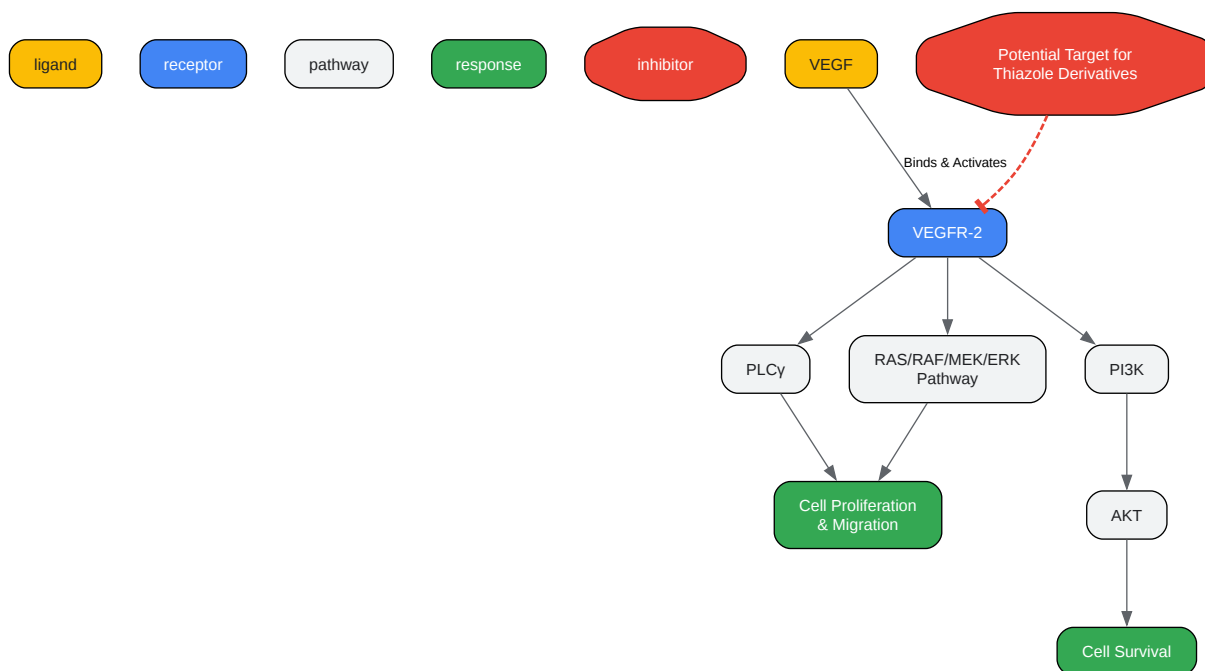 ligand
receptor
pathway
response
inhibitor
VEGF
Potential Target for
Thiazole Derivatives
Binds & Activates
VEGFR-2
PLCγ
RAS/RAF/MEK/ERK
Pathway
PI3K
Cell Proliferation
& Migration
AKT
Cell Survival